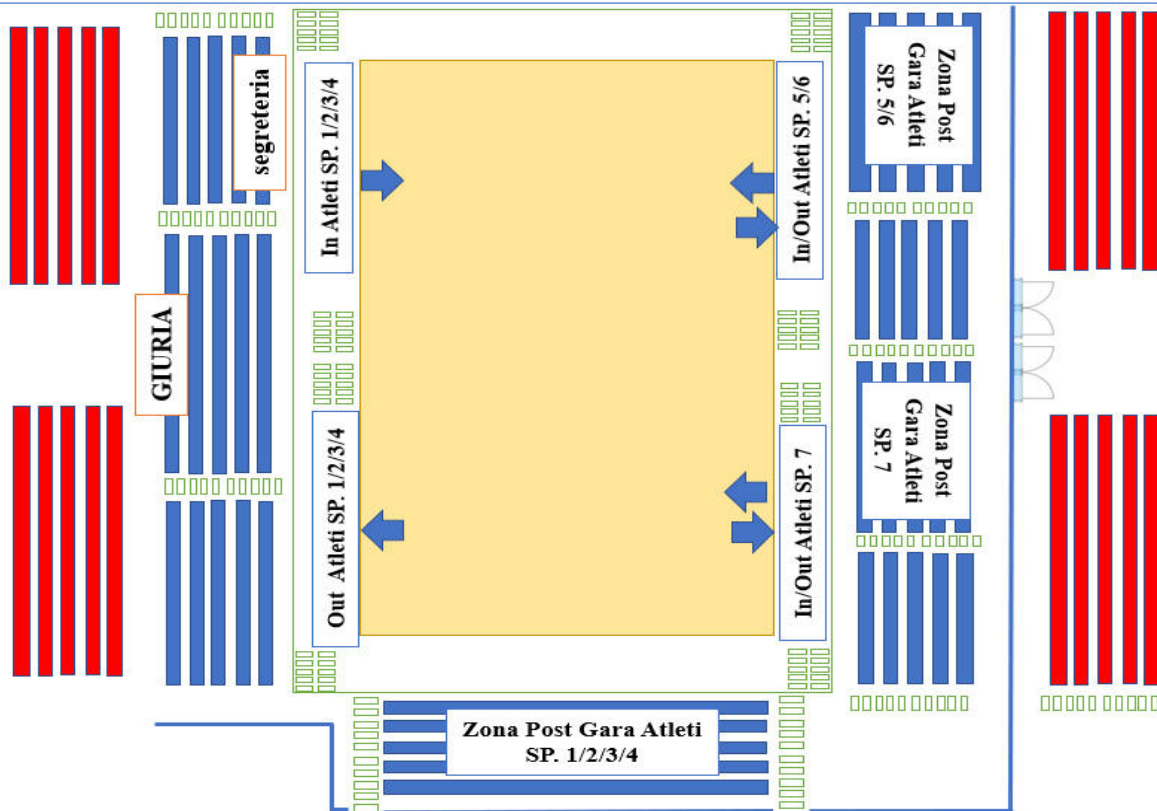 segreteria
In Atleti SP. 1/2/3/4
In/Out Atleti SP. 5/6
Zona Post
Gara Atleti
SP. 5/6
GIURIA
Out  Atleti SP. 1/2/3/4
In/Out Atleti SP. 7
Zona Post
Gara Atleti
SP. 7
Zona Post Gara Atleti
SP. 1/2/3/4